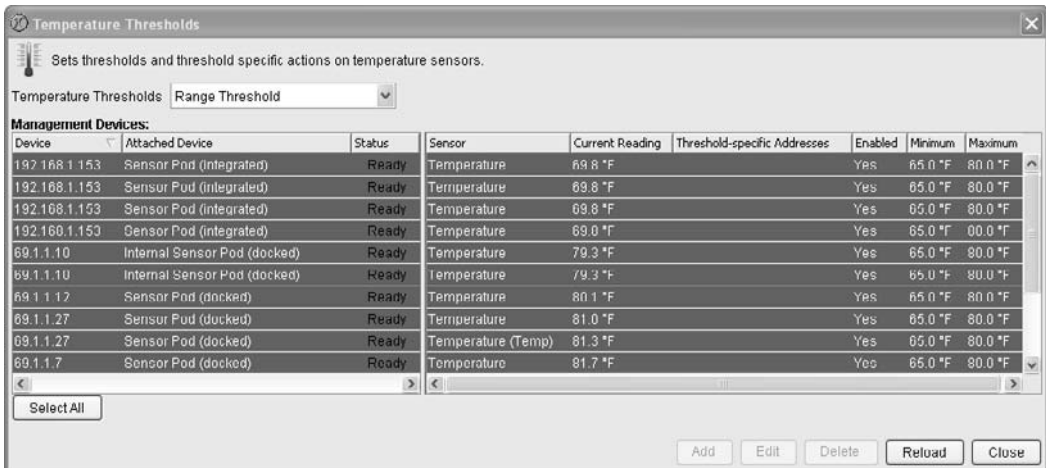 Temperature Thresholds
Sets thresholds and threshold specific actions on temperature sensors.
Temperature Thresholds Range Threshold
Management Devices:
Device Attached Device Status Sensor Current Reading Threshold-specific Addresses Enabled Minimum Maximum
192.168.1.153 Sensor Pod (integrated) Ready Temperature 69.8 °F Yes 65.0 °F 80.0 °F
192.168.1.153 Sensor Pod (integrated) Ready Temperature 69.8 °F Yes 65.0 °F 80.0 °F
192.168.1.153 Sensor Pod (integrated) Ready Temperature 69.8 °F Yes 65.0 °F 80.0 °F
192.168.1.153 Sensor Pod (integrated) Ready Temperature 69.8 °F Yes 65.0 °F 80.0 °F
69.1.1.10 Internal Sensor Pod (docked) Ready Temperature 79.3 °F Yes 65.0 °F 80.0 °F
69.1.1.10 Internal Sensor Pod (docked) Ready Temperature 79.3 °F Yes 65.0 °F 80.0 °F
69.1.1.12 Sensor Pod (docked) Ready Temperature 80.1 °F Yes 65.0 °F 80.0 °F
69.1.1.27 Sensor Pod (docked) Ready Temperature 81.0 °F Yes 65.0 °F 80.0 °F
69.1.1.27 Sensor Pod (docked) Ready Temperature (Temp) 81.3 °F Yes 65.0 °F 80.0 °F
69.1.1.7 Sensor Pod (docked) Ready Temperature 81.7 °F Yes 65.0 °F 80.0 °F
Select All
Add Edit Delete Reload Close